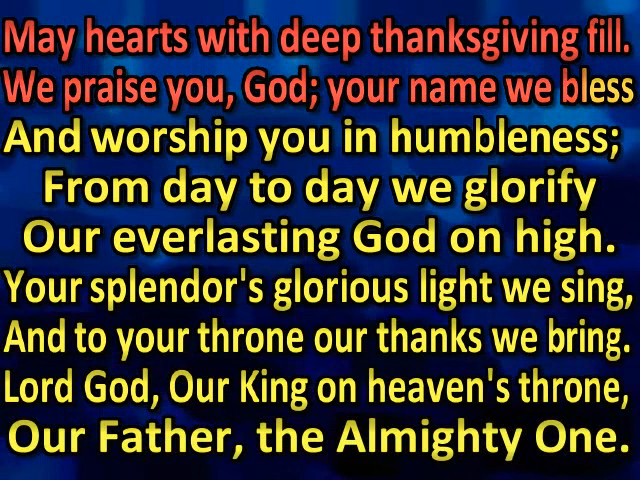 May hearts with deep thanksgiving fill.
We praise you, God; your name we bless
And worship you in humbleness;
From day to day we glorify
Our everlasting God on high.
Your splendor's glorious light we sing,
And to your throne our thanks we bring.
Lord God, Our King on heaven's throne,
Our Father, the Almighty One.